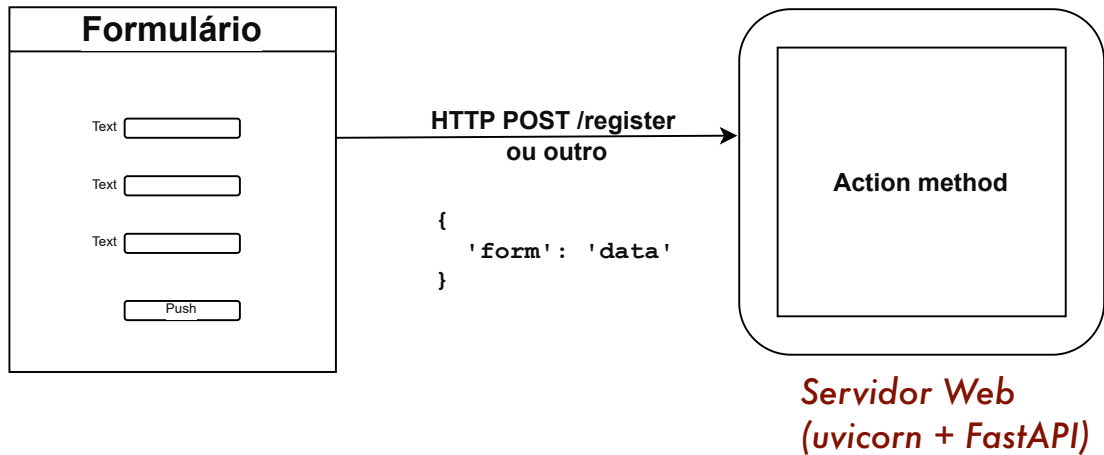 Formulário
Text
Text
Text
Push
HTTP POST /register
ou outro
{
'form': 'data'
}
Action method
Servidor Web
(uvicorn + FastAPI)